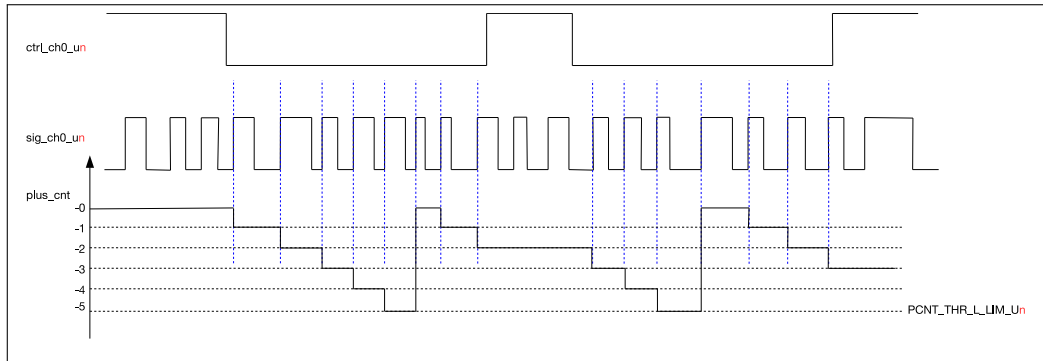 ctrl_ch0_un
sig_ch0_un
plus_cnt
-0
-1
-2
-3
-4
-5
PCNT_THR_L_LIM_Un